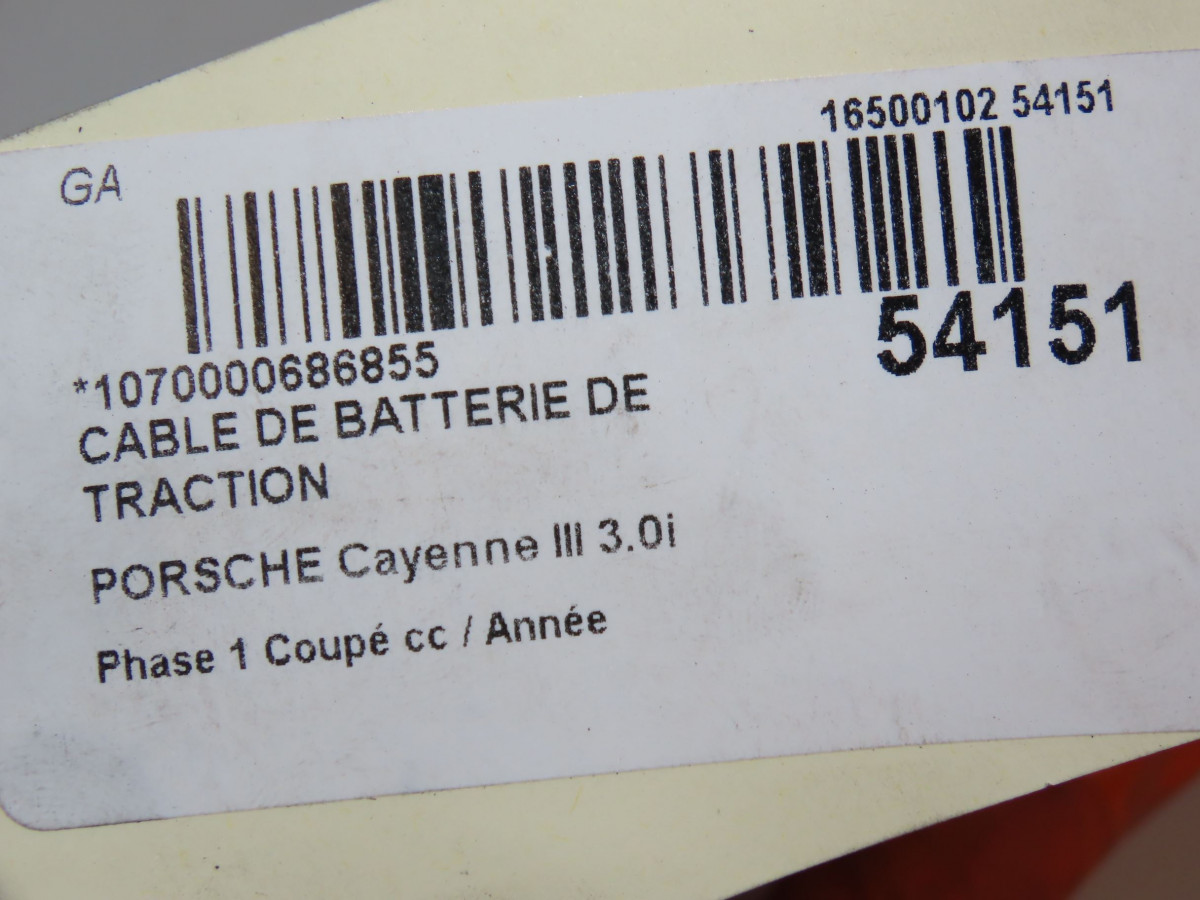 16500102 54151
GA
54151
*1070000686855
CABLE DE BATTERIE DE
TRACTION
PORSCHE Cayenne III 3.0i
Phase 1 Coupé cc / Année